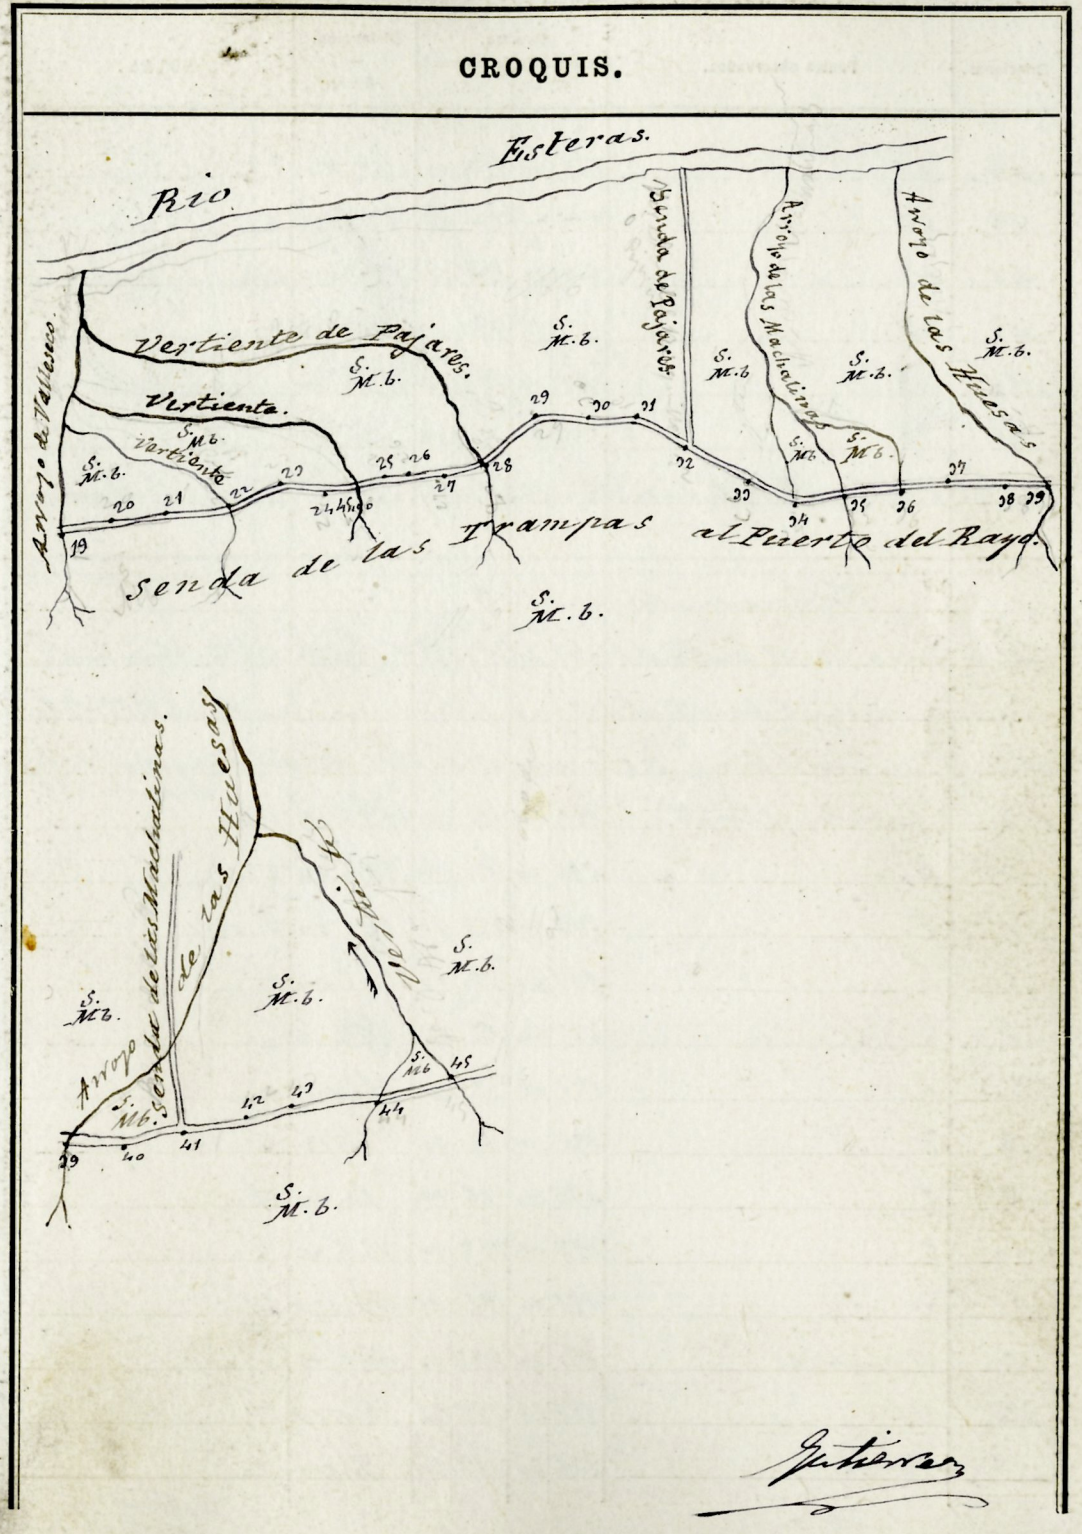 CROQUIS.
Rio Esteras.
Arroyo de Valleseco.
Vertiente de Pajares.
Vertiente.
Vertiente
Senda de Pajares
Arroyo de las Machalinas
Arroyo de las Huesas
S.
M.b.
S.
M.b.
S.
M.b
S.
M.b.
S.
M.b.
S.
M.b.
S.
M.b.
S.
M.b
S.
M.b.
19
20
21
22
23
24
25
26
27
28
29
30
31
32
33
34
35
36
37
38
39
Senda de las Trampas al Puerto del Rayo.
S.
M.b.
Senda de las Machalinas.
Arroyo de las Huesas
Vertiente
S.
M.b.
S.
M.b.
S.
M.b.
S.
M.b.
S.
M.b
39
40
41
42
43
44
45
S.
M.b.
Gutierrez